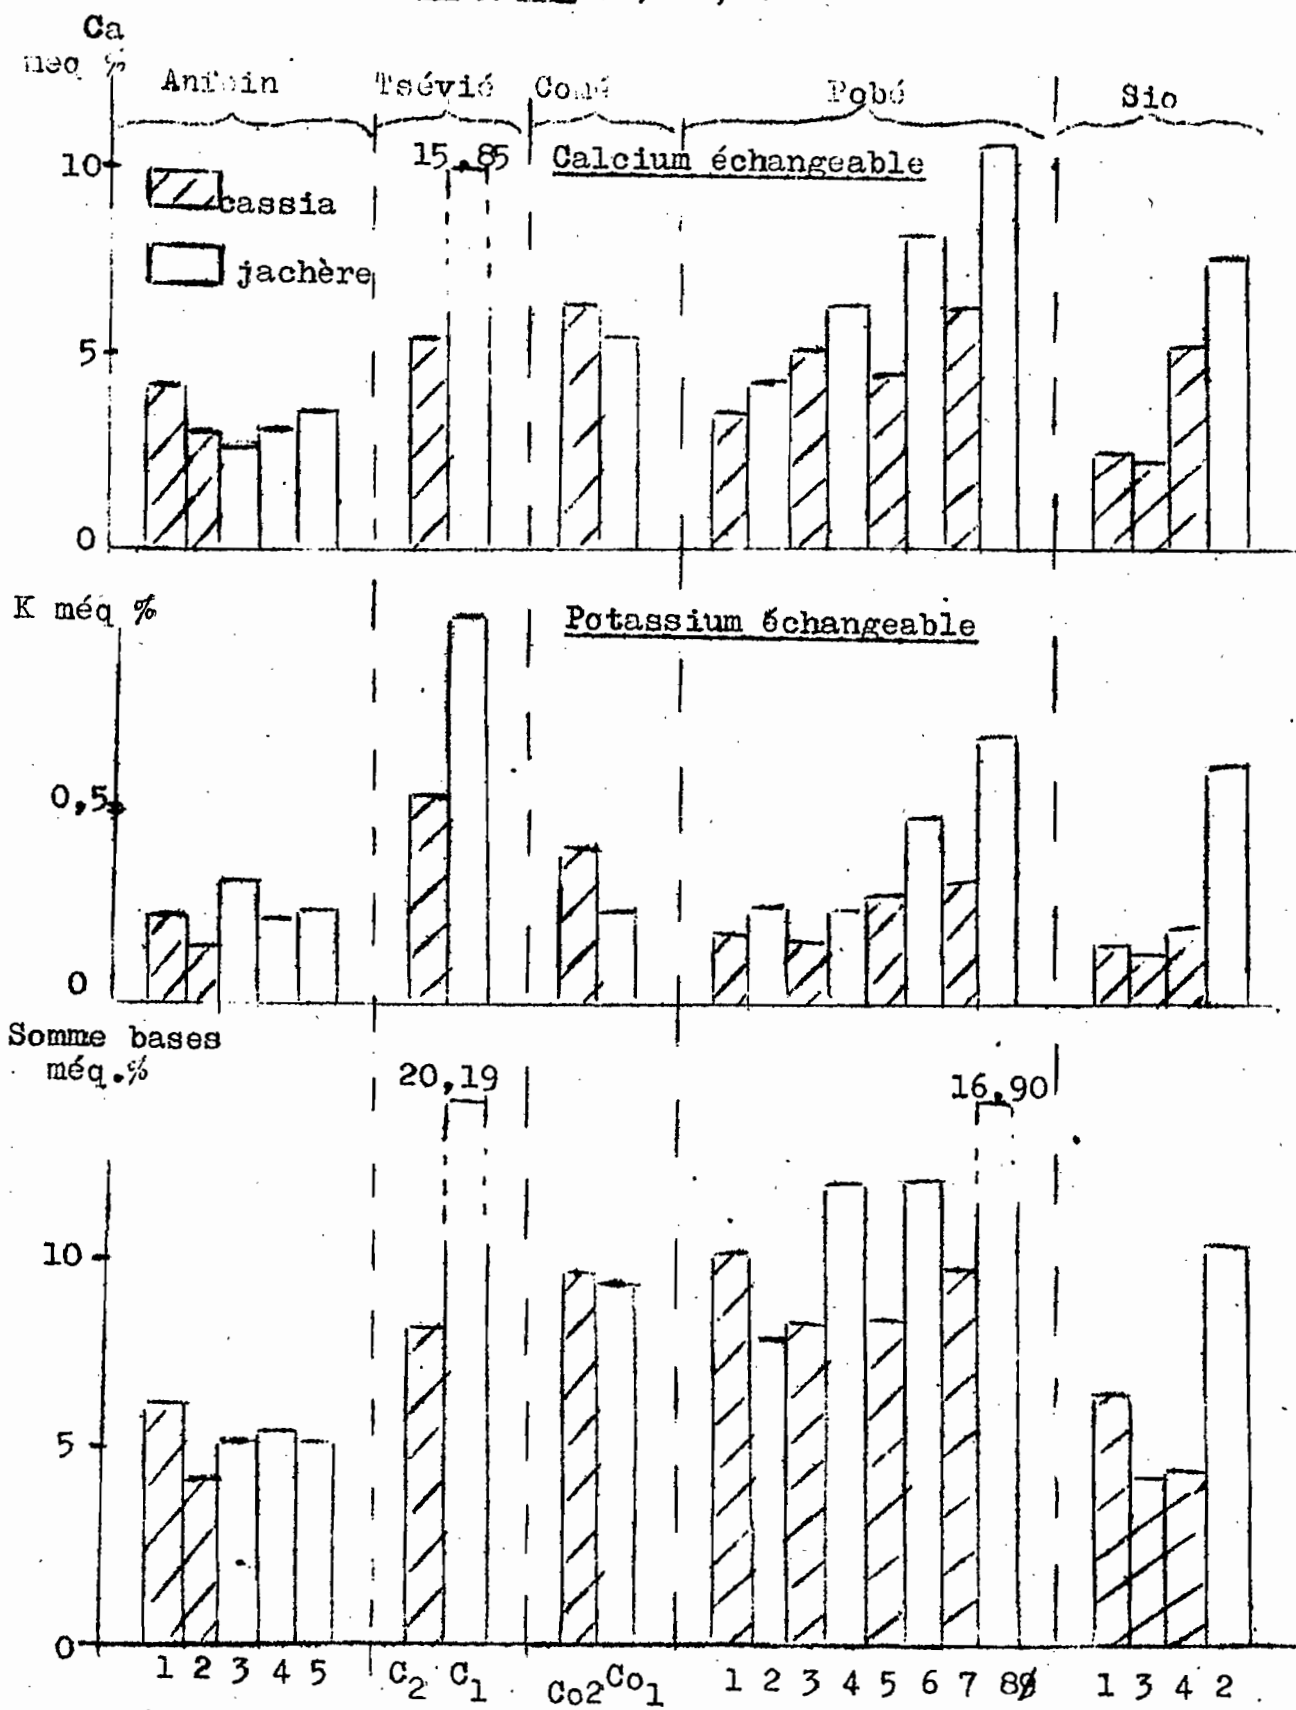 Ca
méq %
Tsévié
Pobé
Sio
10
15,85
Calcium échangeable
cassia
jachère
5
0
K méq %
Potassium échangeable
0,5
0
Somme bases
méq.%
20,19
16,90
10
5
0
1 2 3 4 5 C2 C1 Co2 Co1 1 2 3 4 5 6 7 8 1 3 4 2